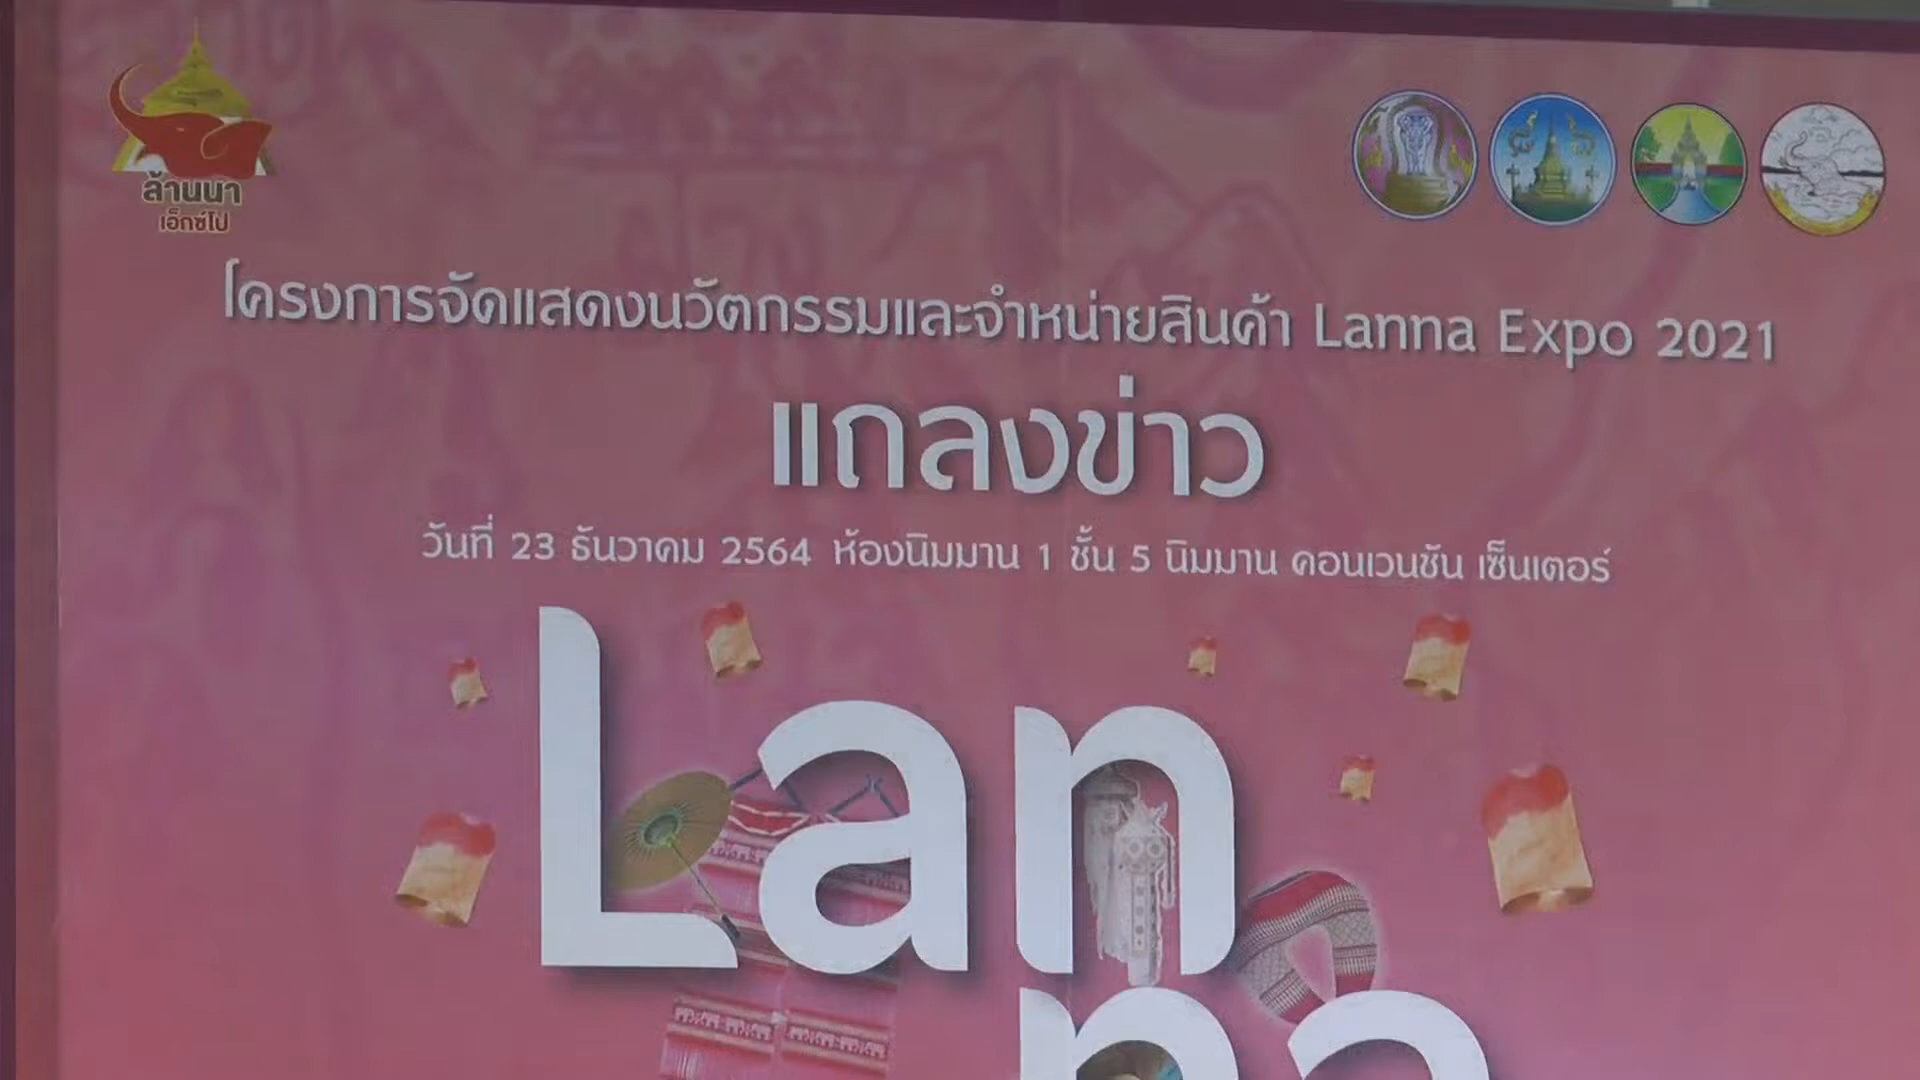 ล้านนา
เอ็กซ์โป
โครงการจัดแสดงนวัตกรรมและจำหน่ายสินค้า Lanna Expo 2021
แถลงข่าว
วันที่ 23 ธันวาคม 2564 ห้องนิมมาน 1 ชั้น 5 นิมมาน คอนเวนชัน เซ็นเตอร์
Lan
na